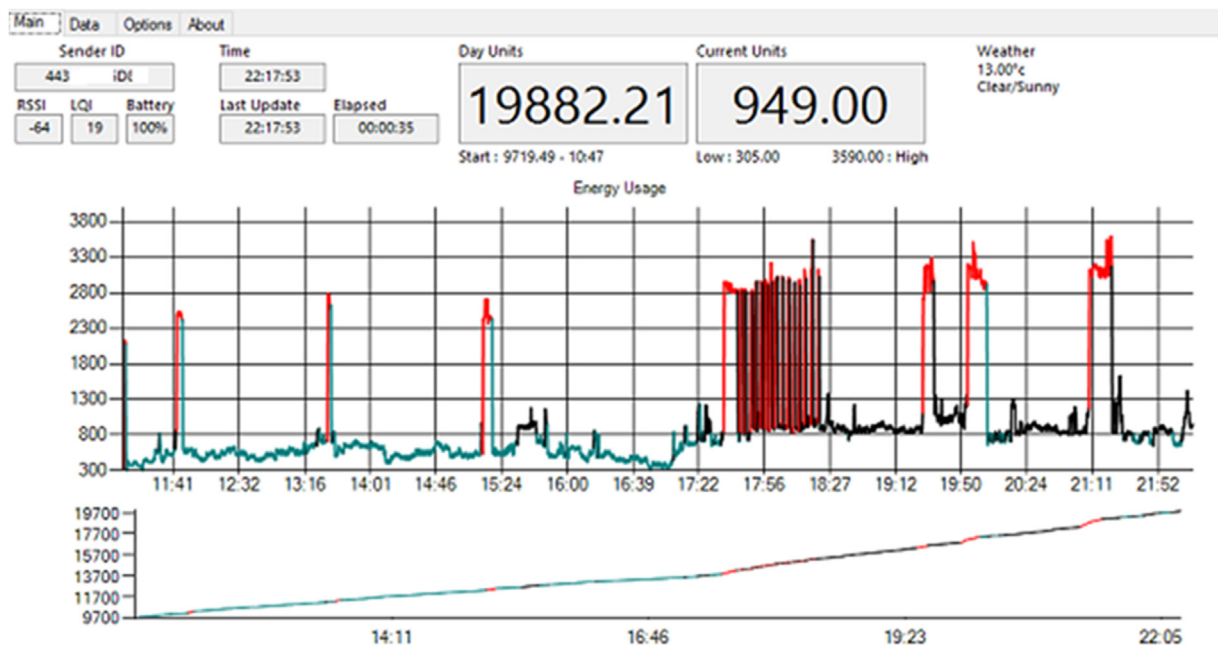 Main Data Options About
Sender ID Time Day Units Current Units Weather
443 22:17:53 19882.21 949.00 13.00°c
Clear/Sunny
RSSI LQI Battery Last Update Elapsed
-64 19 100% 22:17:53 00:00:35
Start : 9719.49 - 10:47 Low : 305.00 3590.00 : High
Energy Usage
3800
3300
2800
2300
1800
1300
800
300
11:41 12:32 13:16 14:01 14:46 15:24 16:00 16:39 17:22 17:56 18:27 19:12 19:50 20:24 21:11 21:52
19700
17700
15700
13700
11700
9700
14:11 16:46 19:23 22:05